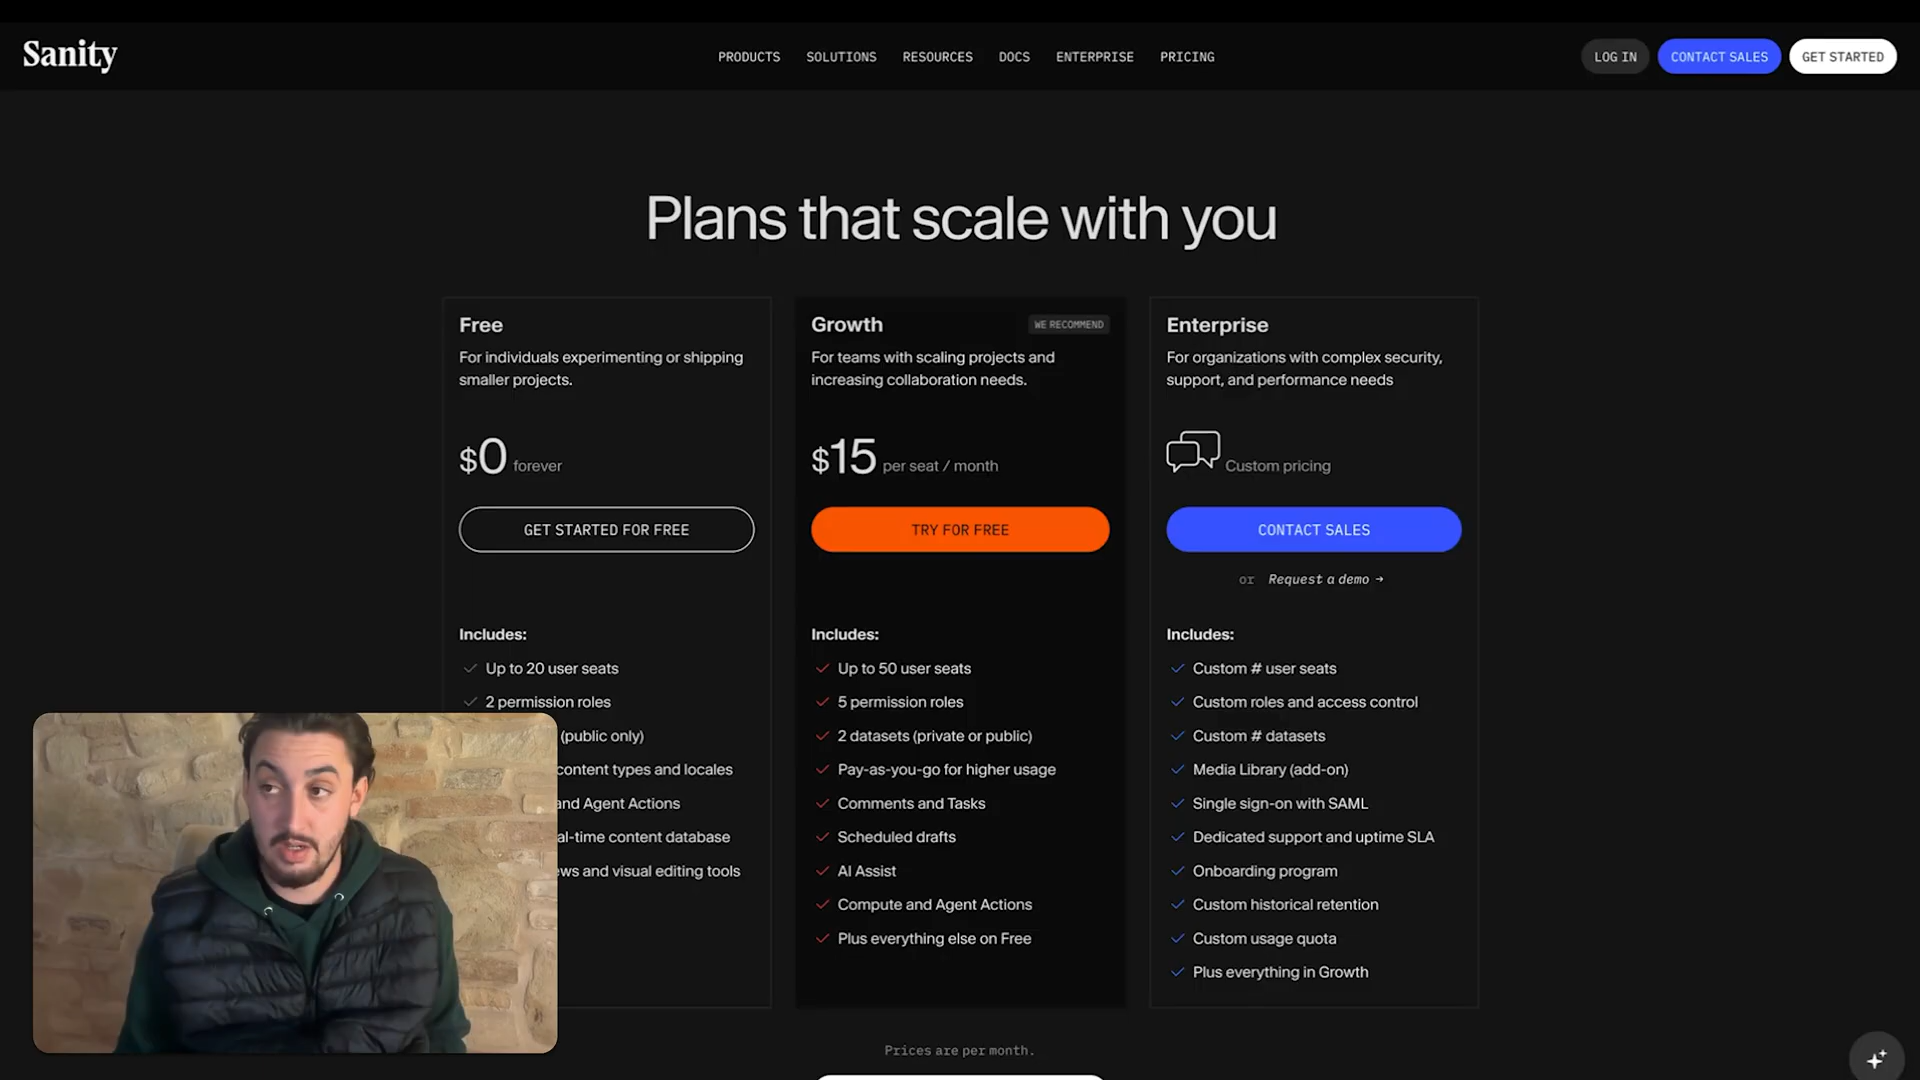 Sanity
PRODUCTS
SOLUTIONS
RESOURCES
DOCS
ENTERPRISE
PRICING
LOG IN
CONTACT SALES
GET STARTED
Plans that scale with you
Free
For individuals experimenting or shipping
smaller projects.
$0 forever
GET STARTED FOR FREE
Includes:
Up to 20 user seats
2 permission roles
(public only)
content types and locales
and Agent Actions
content database
and visual editing tools
Growth
WE RECOMMEND
For teams with scaling projects and
increasing collaboration needs.
$15 per seat / month
TRY FOR FREE
Includes:
Up to 50 user seats
5 permission roles
2 datasets (private or public)
Pay-as-you-go for higher usage
Comments and Tasks
Scheduled drafts
AI Assist
Compute and Agent Actions
Plus everything else on Free
Enterprise
For organizations with complex security,
support, and performance needs
Custom pricing
CONTACT SALES
or Request a demo →
Includes:
Custom # user seats
Custom roles and access control
Custom # datasets
Media Library (add-on)
Single sign-on with SAML
Dedicated support and uptime SLA
Onboarding program
Custom historical retention
Custom usage quota
Plus everything in Growth
Prices are per month.